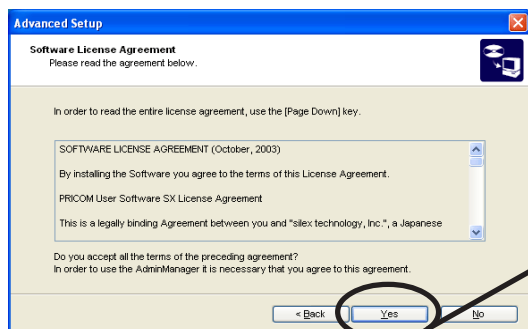 Advanced Setup
Software License Agreement
Please read the agreement below.
In order to read the entire license agreement, use the [Page Down] key.
SOFTWARE LICENSE AGREEMENT (October, 2003)
By installing the Software you agree to the terms of this License Agreement.
PRICOM User Software SX License Agreement
This is a legally binding Agreement between you and "silex technology, Inc.", a Japanese
Do you accept all the terms of the preceding agreement?
In order to use the AdminManager it is necessary that you agree to this agreement.
< Back Yes No